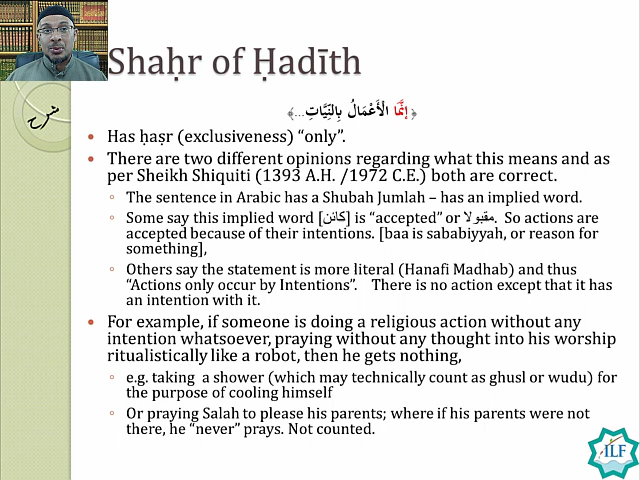 Shaḥr of Ḥadīth
شرح
﴿ إِنَّمَا الْأَعْمَالُ بِالنِّيَّاتِ...﴾
Has ḥaṣr (exclusiveness) “only”.
There are two different opinions regarding what this means and as
per Sheikh Shiquiti (1393 A.H. /1972 C.E.) both are correct.
The sentence in Arabic has a Shubah Jumlah – has an implied word.
Some say this implied word [كائن] is “accepted” or مقبولا. So actions are
accepted because of their intentions. [baa is sababiyyah, or reason for
something],
Others say the statement is more literal (Hanafi Madhab) and thus
“Actions only occur by Intentions”. There is no action except that it has
an intention with it.
For example, if someone is doing a religious action without any
intention whatsoever, praying without any thought into his worship
ritualistically like a robot, then he gets nothing,
e.g. taking a shower (which may technically count as ghusl or wudu) for
the purpose of cooling himself
Or praying Salah to please his parents; where if his parents were not
there, he “never” prays. Not counted.
ILF